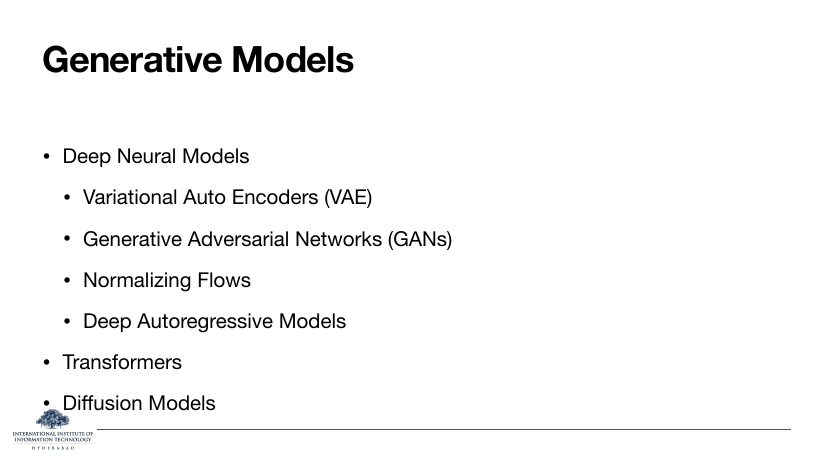 Generative Models
• Deep Neural Models
• Variational Auto Encoders (VAE)
• Generative Adversarial Networks (GANs)
• Normalizing Flows
• Deep Autoregressive Models
• Transformers
• Diffusion Models
INTERNATIONAL INSTITUTE OF
INFORMATION TECHNOLOGY
HYDERABAD